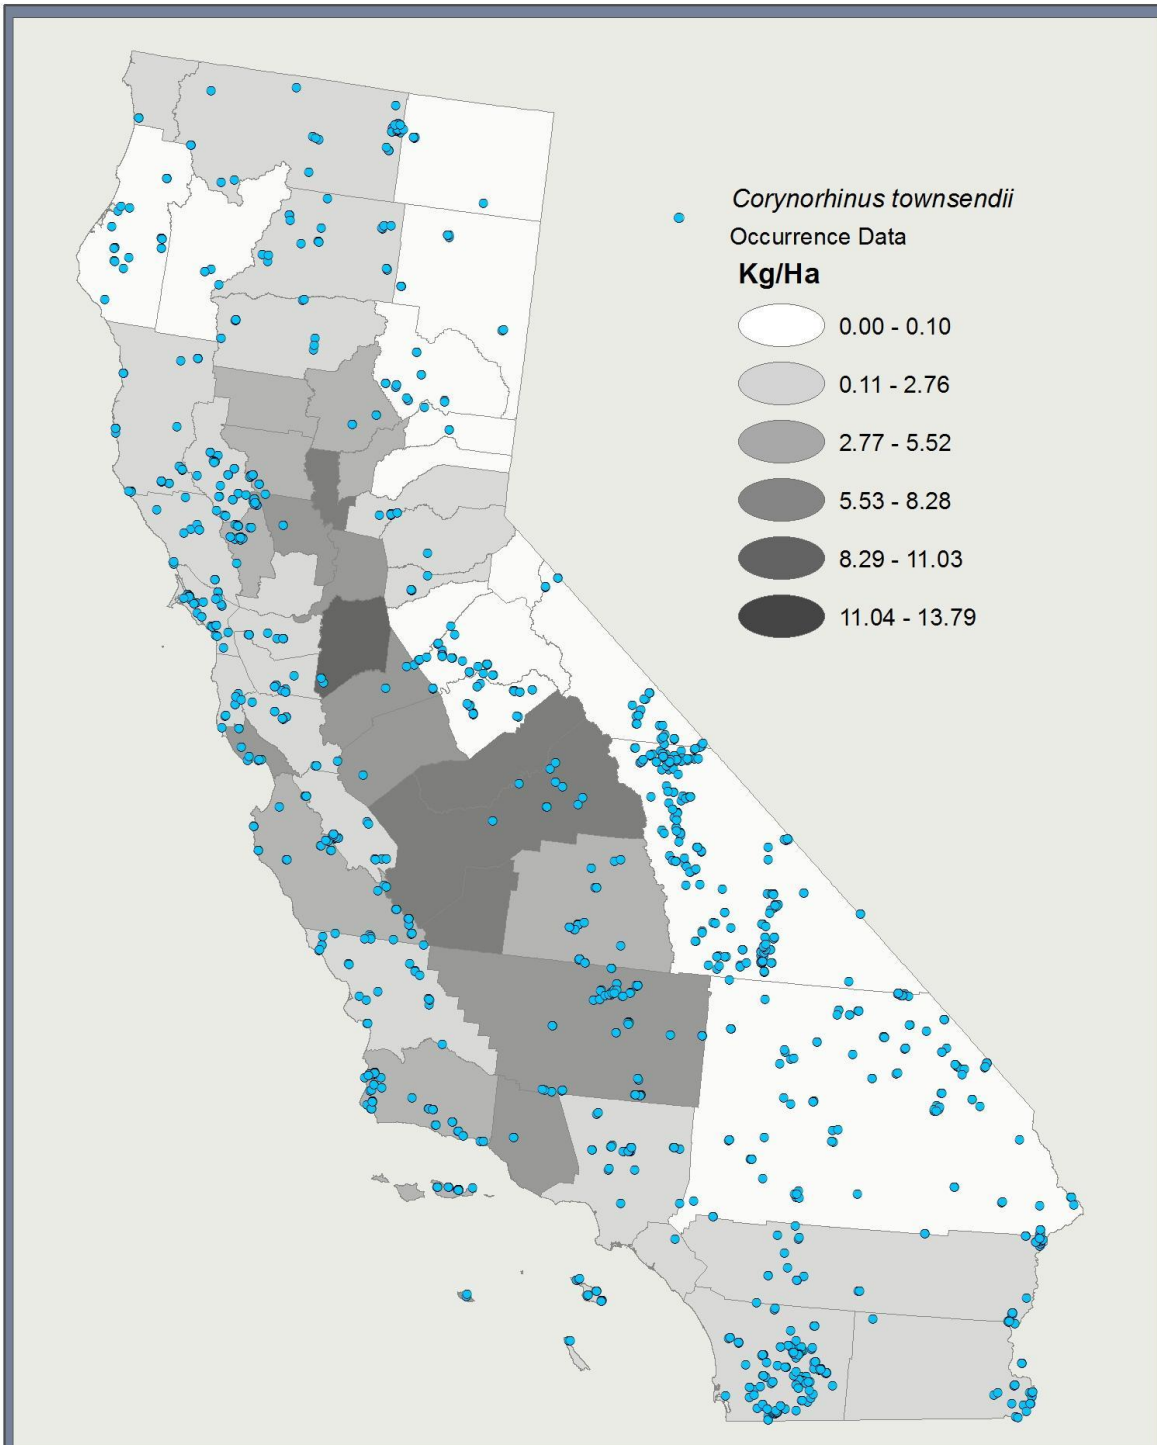 Corynorhinus townsendii
Occurrence Data
Kg/Ha
0.00 - 0.10
0.11 - 2.76
2.77 - 5.52
5.53 - 8.28
8.29 - 11.03
11.04 - 13.79